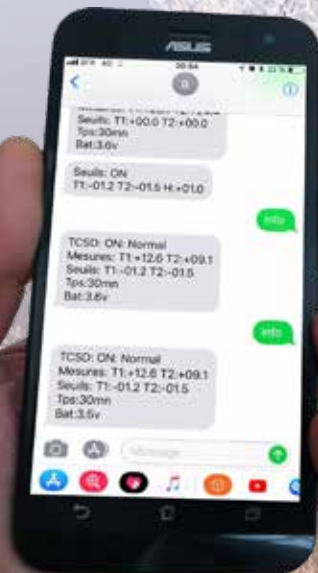 ASUS
Seuils: T1:+00.0 T2:+00.0
Tps:30mn
Bat:3.6v
Seuils: ON
T1:-01.2 T2:-01.5 H:+01.0
Info
TCSD: ON: Normal
Mesures: T1:+12.6 T2:+09.1
Seuils: T1:-01.2 T2:-01.5
Tps:30mn
Bat:3.6v
Info
TCSD: ON: Normal
Mesures: T1:+12.6 T2:+09.1
Seuils: T1:-01.2 T2:-01.5
Tps:30mn
Bat:3.5v
Message